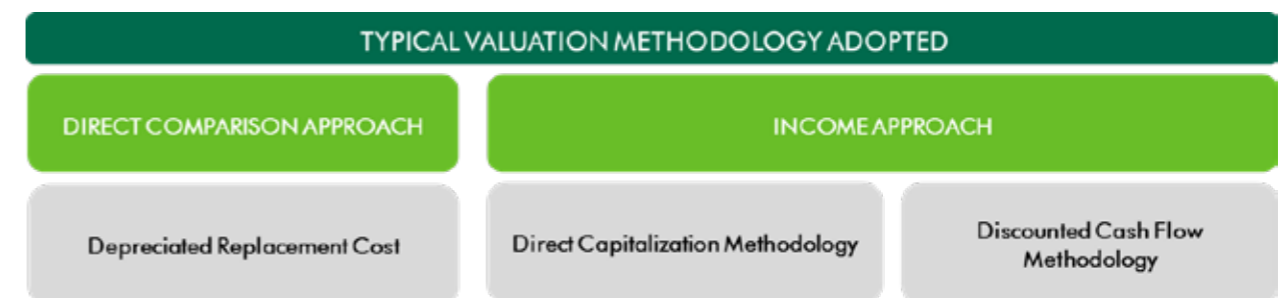 TYPICAL VALUATION METHODOLOGY ADOPTED
DIRECT COMPARISON APPROACH
INCOME APPROACH
Depreciated Replacement Cost
Direct Capitalization Methodology
Discounted Cash Flow
Methodology